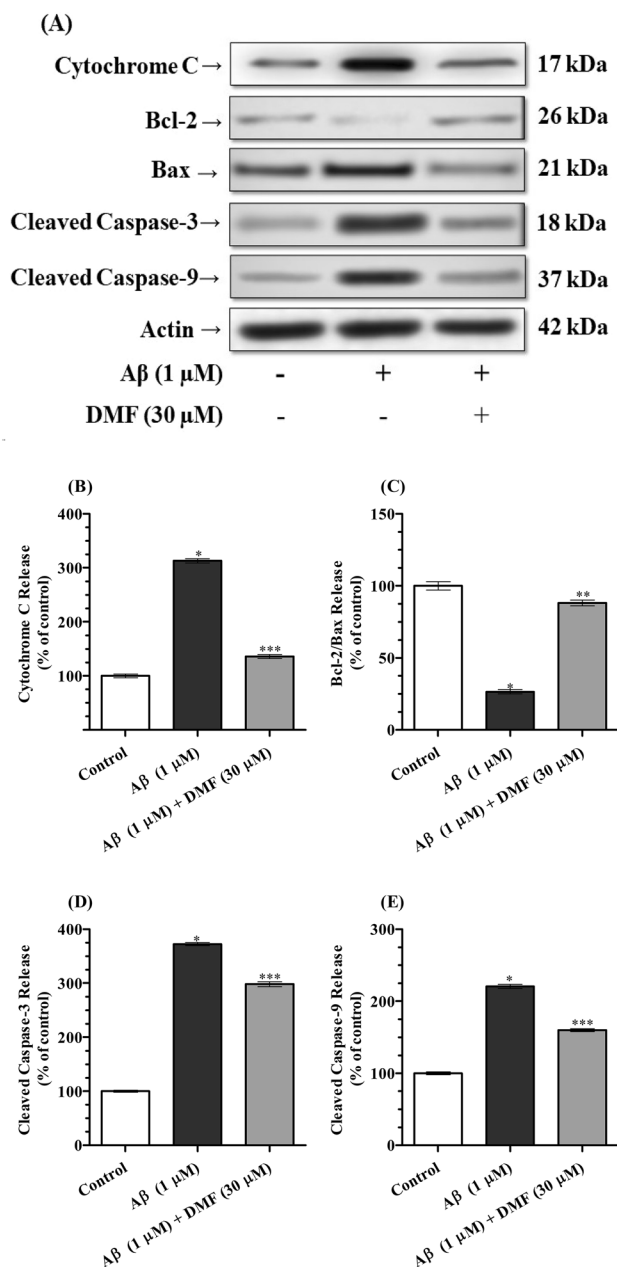 (A)
Cytochrome C→ 17 kDa
Bcl-2→ 26 kDa
Bax → 21 kDa
Cleaved Caspase-3→ 18 kDa
Cleaved Caspase-9→ 37 kDa
Actin → 42 kDa
Aβ (1 µM) - + +
DMF (30 µM) - - +
(B)
Cytochrome C Release
(% of control)
400
300
200
100
0
*
***
Control
Aβ (1 µM)
Aβ (1 µM) + DMF (30 µM)
(C)
Bcl-2/Bax Release
(% of control)
150
100
50
0
*
**
Control
Aβ (1 µM)
Aβ (1 µM) + DMF (30 µM)
(D)
Cleaved Caspase-3 Release
(% of control)
400
300
200
100
0
*
***
Control
Aβ (1 µM)
Aβ (1 µM) + DMF (30 µM)
(E)
Cleaved Caspase-9 Release
(% of control)
300
200
100
0
*
***
Control
Aβ (1 µM)
Aβ (1 µM) + DMF (30 µM)